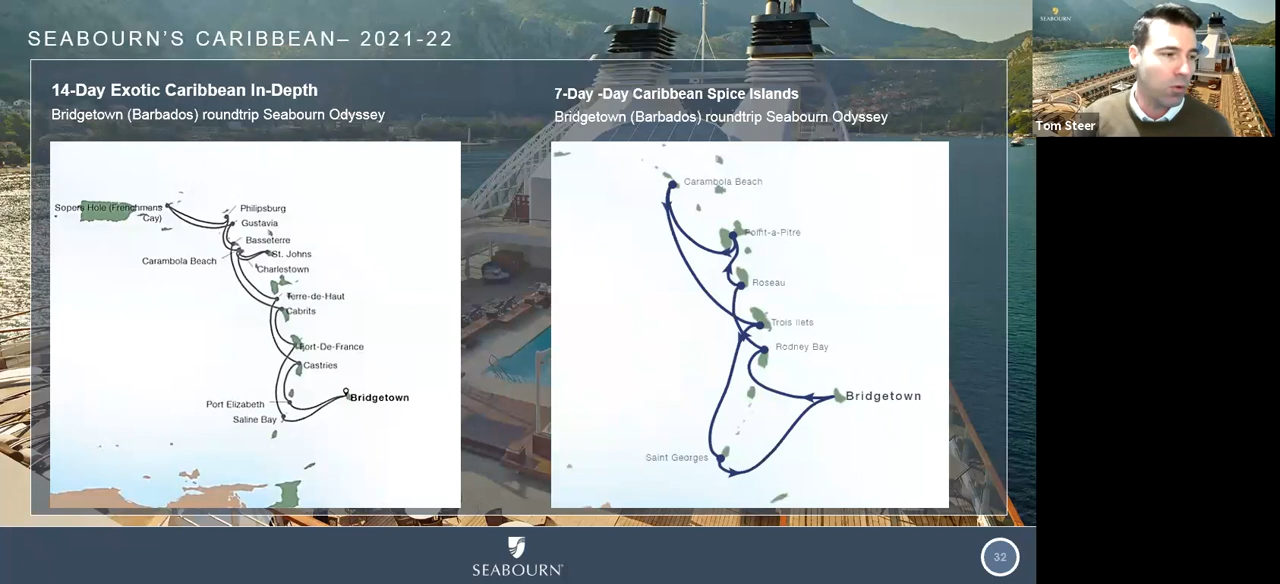 SEABOURN'S CARIBBEAN– 2021-22
14-Day Exotic Caribbean In-Depth
Bridgetown (Barbados) roundtrip Seabourn Odyssey
Sopers Hole (Frenchmans
Cay)
Philipsburg
Gustavia
Basseterre
St. Johns
Carambola Beach
Charlestown
Terre-de-Haut
Cabrits
Fort-De-France
Castries
Port Elizabeth
Bridgetown
Saline Bay
7-Day -Day Caribbean Spice Islands
Bridgetown (Barbados) roundtrip Seabourn Odyssey
Carambola Beach
Point-a-Pitre
Roseau
Trois Ilets
Rodney Bay
Bridgetown
Saint Georges
SEABOURN
Tom Steer
SEABOURN
32